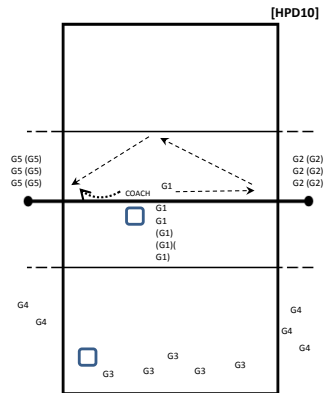 [HPD10]
G5 (G5)
G5 (G5)
G5 (G5)
G2 (G2)
G2 (G2)
G2 (G2)
COACH
G1
G1
G1
(G1)
(G1)(
G1)
G4
G4
G4
G4
G4
G3
G3
G3
G3
G3